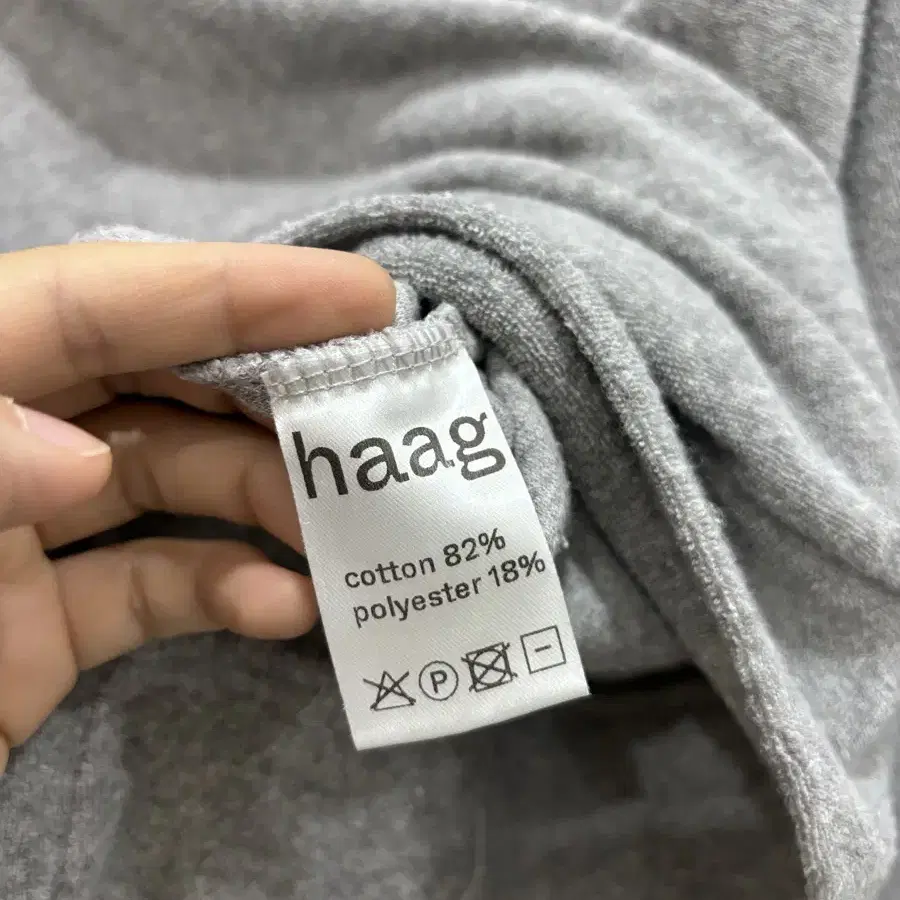 haag
cotton 82%
polyester 18%
P